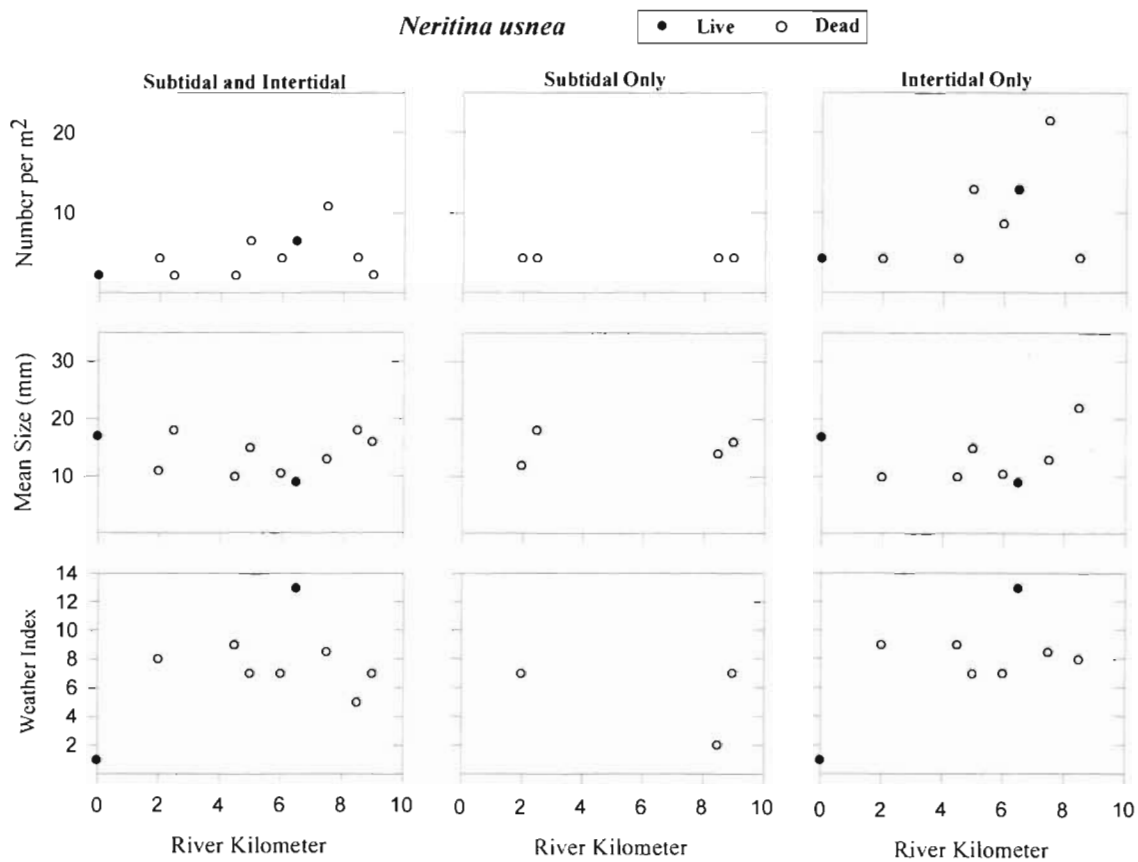 Neritina usnea
Live Dead
Subtidal and Intertidal
Subtidal Only
Intertidal Only
Number per m²
20
10
Mean Size (mm)
30
20
10
Weather Index
14
12
10
8
6
4
2
0 2 4 6 8 10
0 2 4 6 8 10
0 2 4 6 8 10
River Kilometer
River Kilometer
River Kilometer